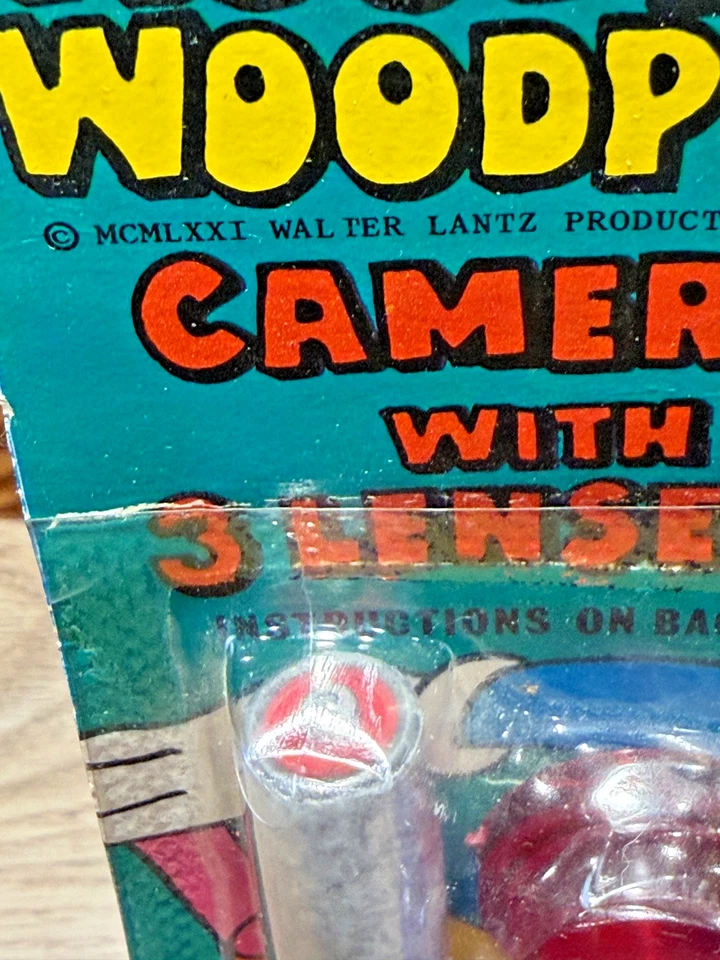 WOODP
© MCMLXXI WALTER LANTZ PRODUCT
CAMER
WITH
3 LENSE
INSTRUCTIONS ON BA